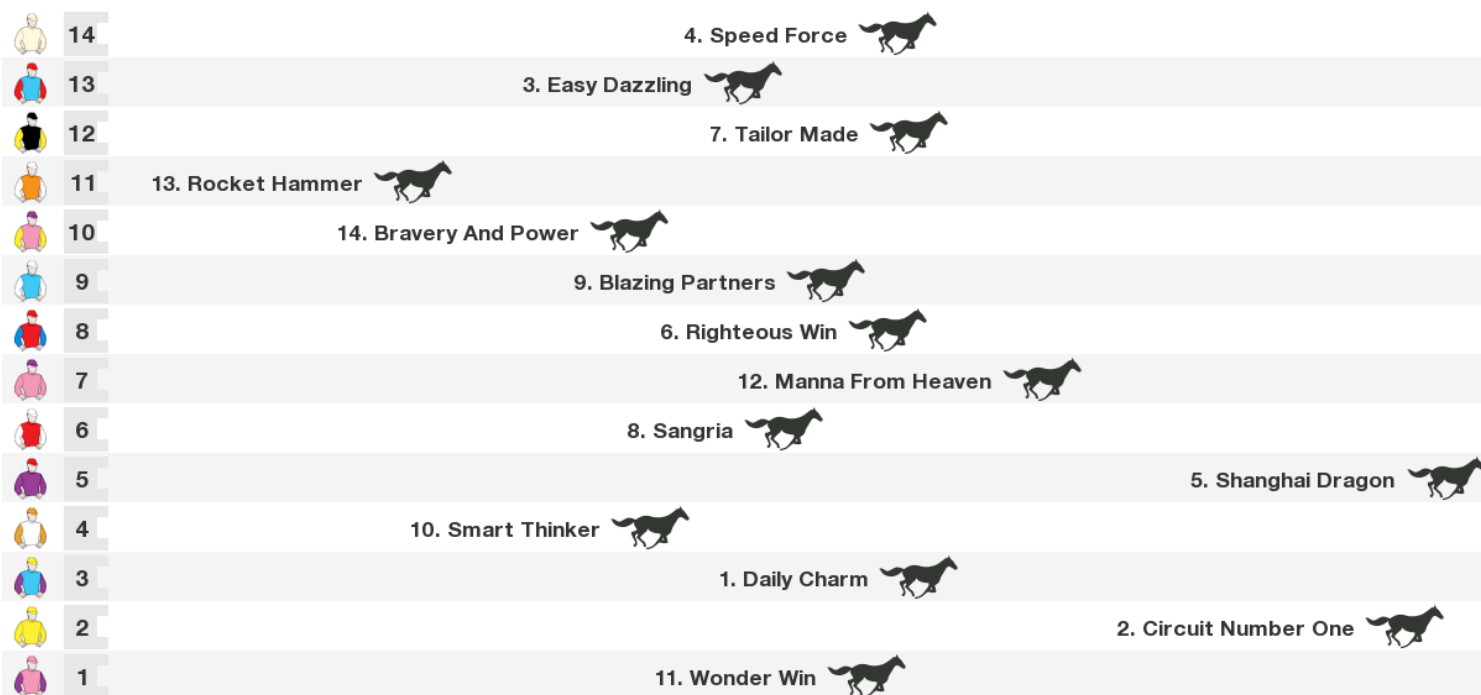 14 4. Speed Force
13 3. Easy Dazzling
12 7. Tailor Made
11 13. Rocket Hammer
10 14. Bravery And Power
9 9. Blazing Partners
8 6. Righteous Win
7 12. Manna From Heaven
6 8. Sangria
5 5. Shanghai Dragon
4 10. Smart Thinker
3 1. Daily Charm
2 2. Circuit Number One
1 11. Wonder Win